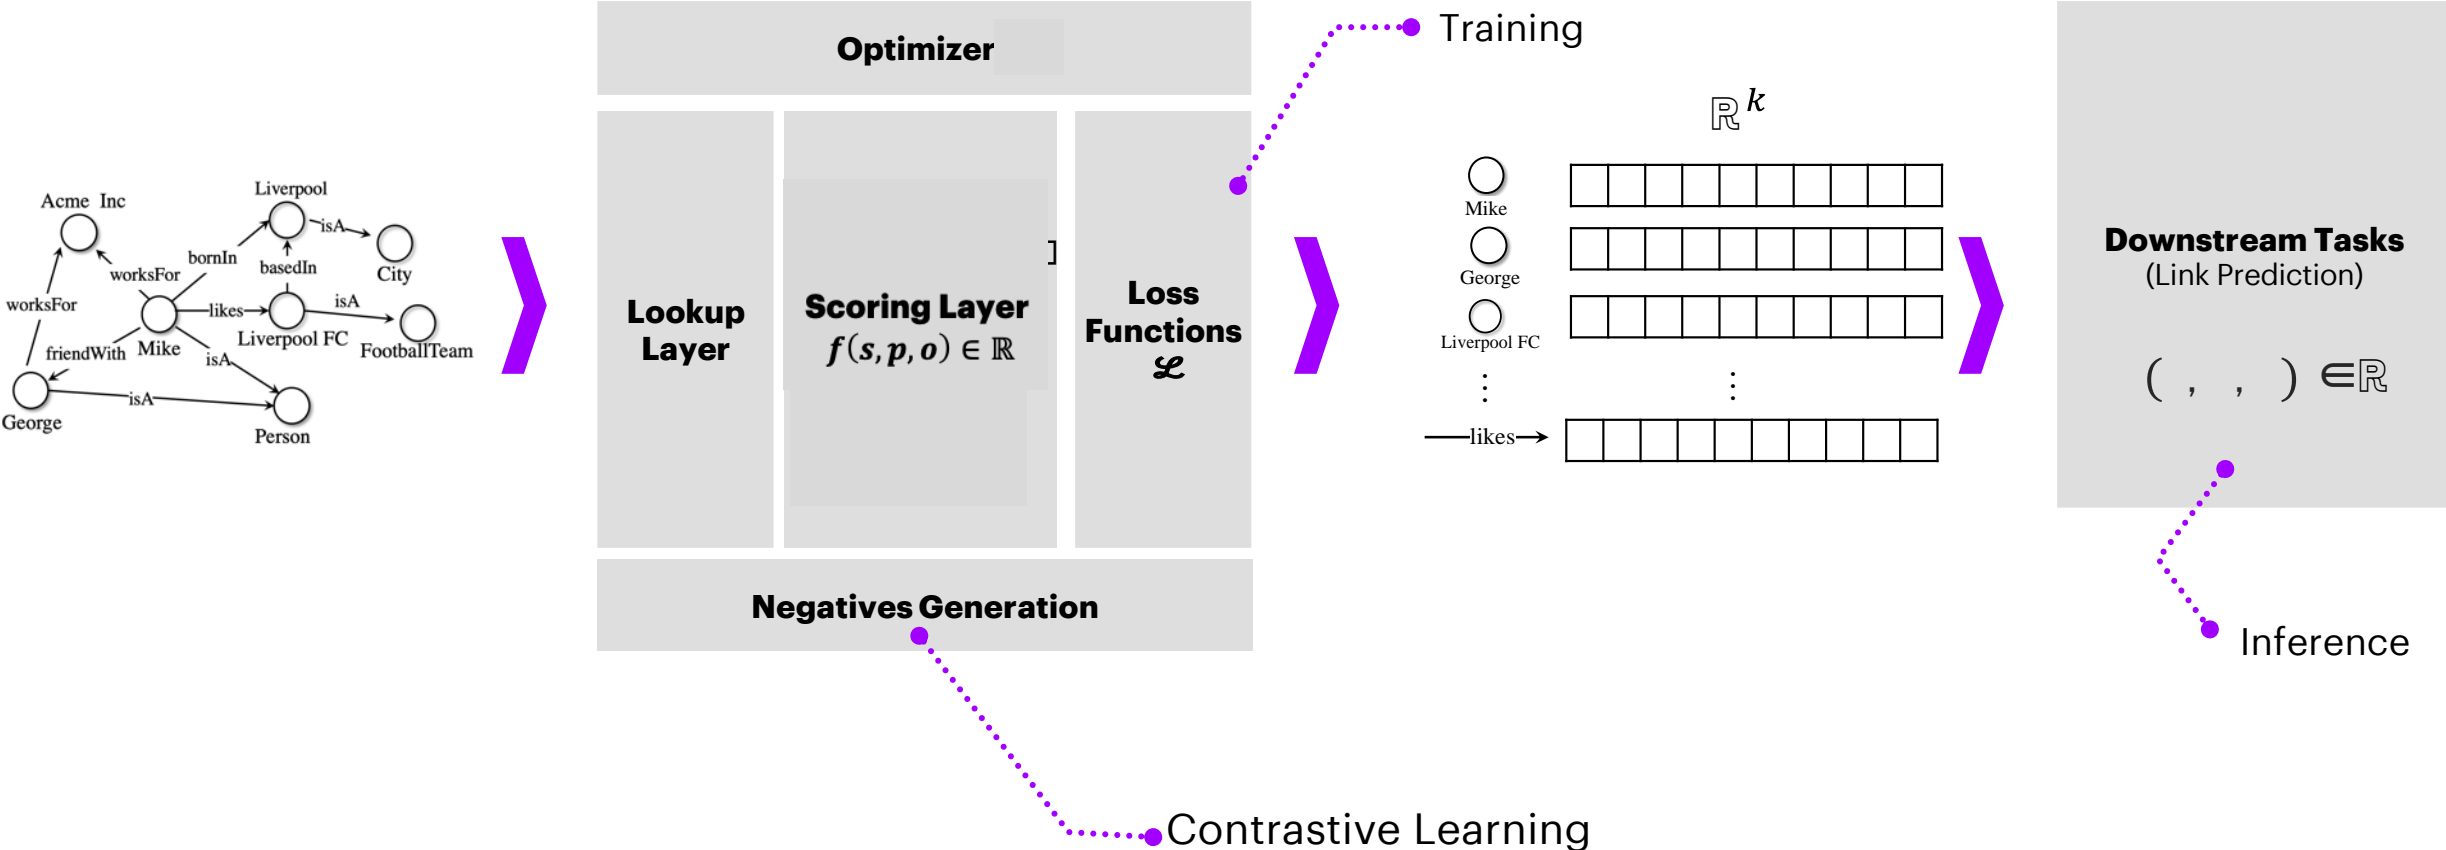 Acme Inc
Liverpool
isA
City
bornIn
basedIn
worksFor
worksFor
likes
isA
Liverpool FC
FootballTeam
friendWith
Mike
isA
George
isA
Person
Optimizer
Lookup
Layer
Scoring Layer
f(s, p, o) ∈ ℝ
Loss
Functions
ℒ
Negatives Generation
Training
Contrastive Learning
ℝ^k
Mike
George
Liverpool FC
⋮ ⋮
likes
Downstream Tasks
(Link Prediction)
( , , ) ∈ℝ
Inference